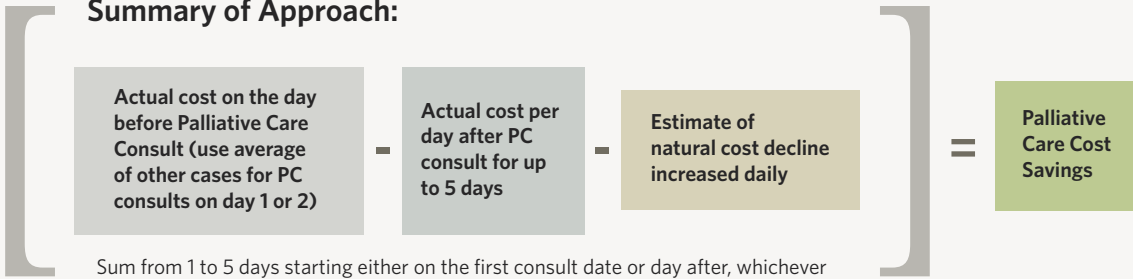 Summary of Approach:
Actual cost on the day
before Palliative Care
Consult (use average
of other cases for PC
consults on day 1 or 2)
-
Actual cost per
day after PC
consult for up
to 5 days
-
Estimate of
natural cost decline
increased daily
=
Palliative
Care Cost
Savings
Sum from 1 to 5 days starting either on the first consult date or day after, whichever